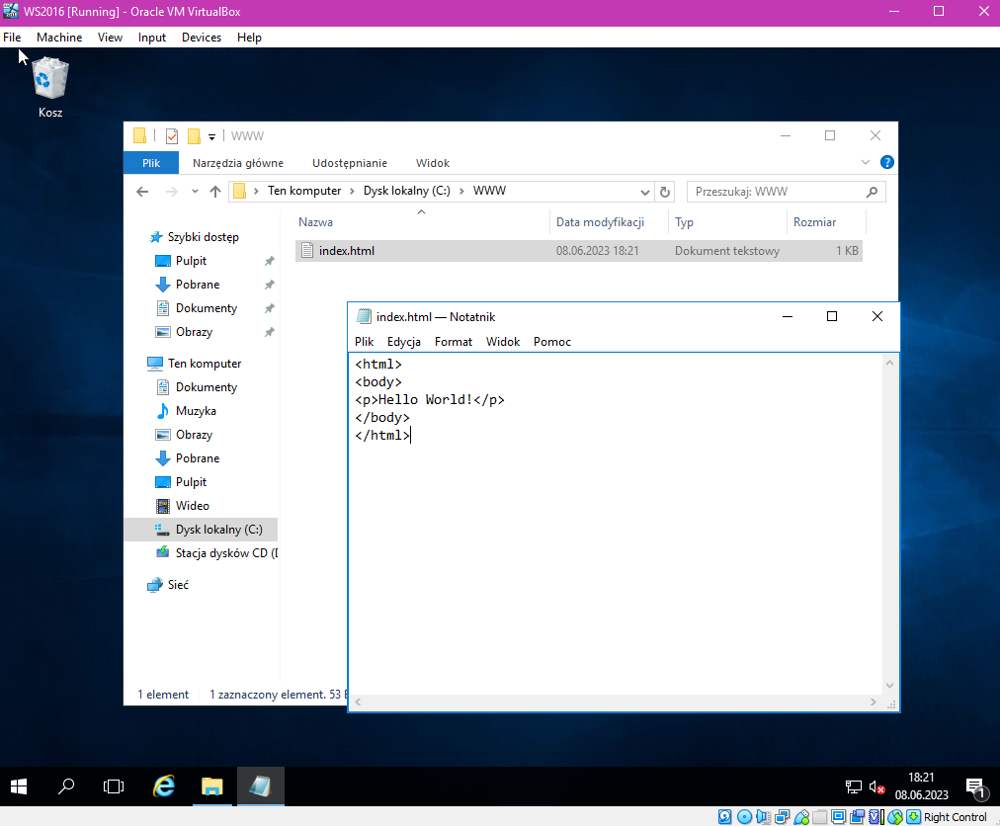 WS2016 [Running] - Oracle VM VirtualBox
File Machine View Input Devices Help
Kosz
WWW
Plik Narzędzia główne Udostępnianie Widok
Ten komputer Dysk lokalny (C:) WWW
Przeszukaj: WWW
Nazwa Data modyfikacji Typ Rozmiar
index.html 08.06.2023 18:21 Dokument tekstowy 1 KB
Szybki dostęp
Pulpit
Pobrane
Dokumenty
Obrazy
Ten komputer
Dokumenty
Muzyka
Obrazy
Pobrane
Pulpit
Wideo
Dysk lokalny (C:)
Stacja dysków CD (
Sieć
1 element 1 zaznaczony element. 53
index.html — Notatnik
Plik Edycja Format Widok Pomoc
<html>
<body>
<p>Hello World!</p>
</body>
</html>
18:21
08.06.2023
1
Right Control